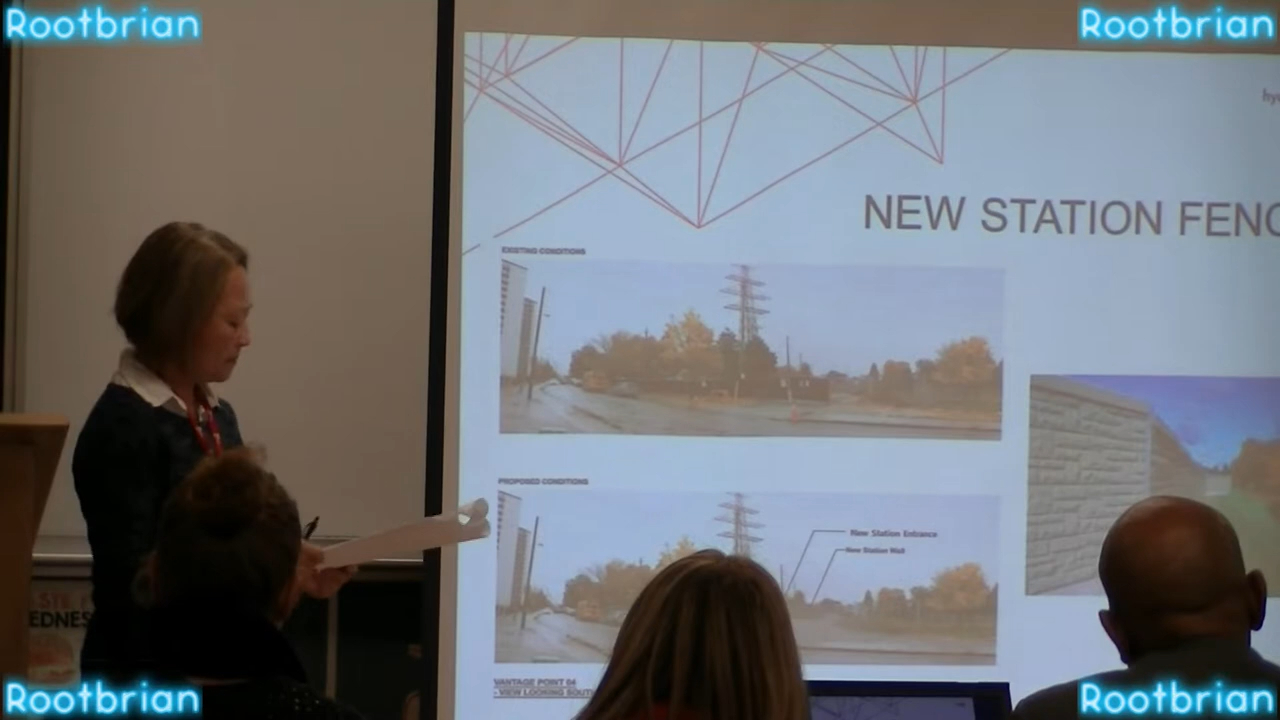 Rootbrian
Rootbrian
NEW STATION FENC
EXISTING CONDITIONS
PROPOSED CONDITIONS
New Station Entrance
New Station Wall
VANTAGE POINT 04
- VIEW LOOKING SOUT
EDNES
Rootbrian
Rootbrian